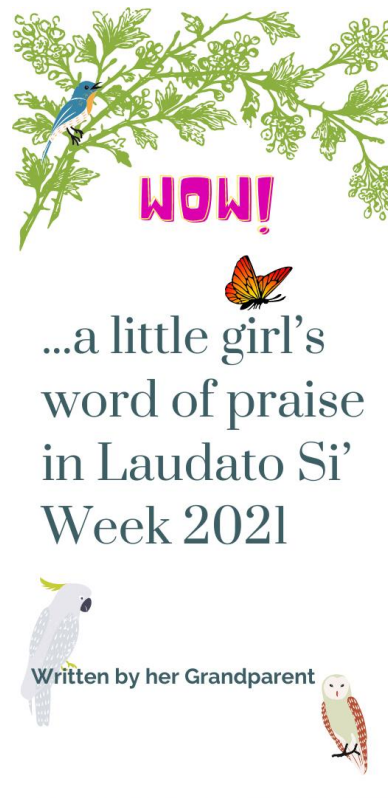 WOW!
...a little girl’s
word of praise
in Laudato Si’
Week 2021
Written by her Grandparent